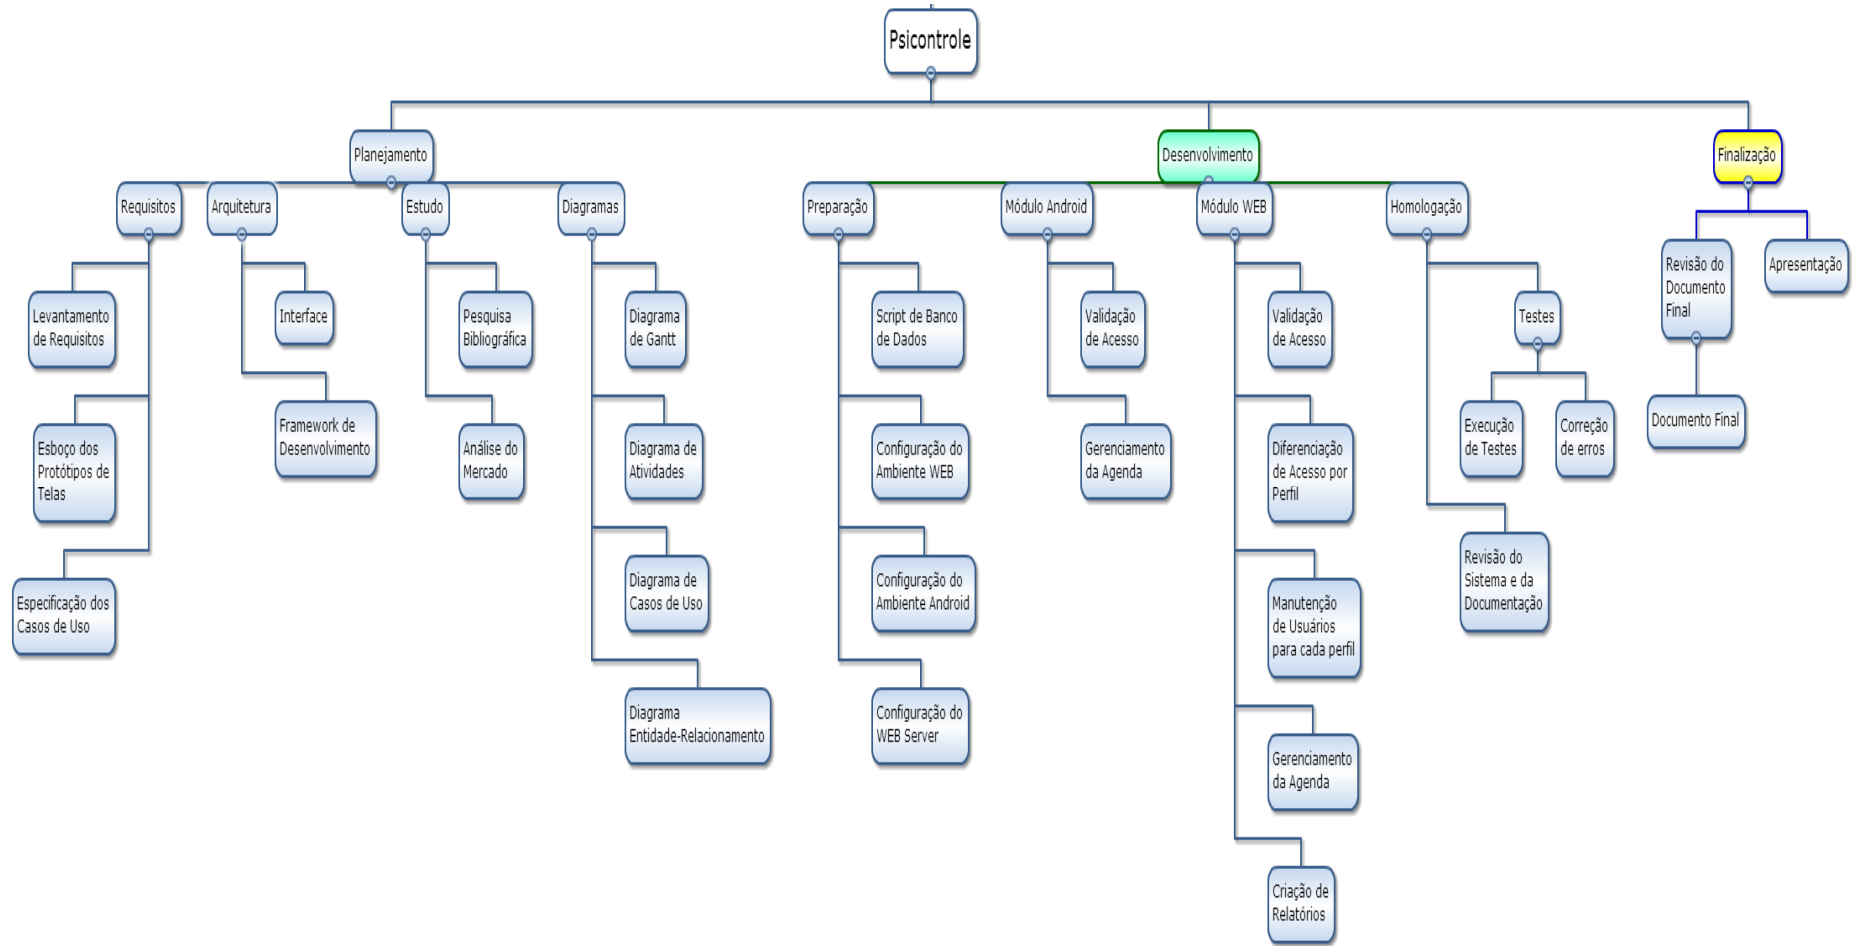 Psicontrole
Planejamento
Desenvolvimento
Finalização
Requisitos
Arquitetura
Estudo
Diagramas
Preparação
Módulo Android
Módulo WEB
Homologação
Levantamento
de Requisitos
Esboço dos
Protótipos de
Telas
Especificação dos
Casos de Uso
Interface
Framework de
Desenvolvimento
Pesquisa
Bibliográfica
Análise do
Mercado
Diagrama
de Gantt
Diagrama de
Atividades
Diagrama de
Casos de Uso
Diagrama
Entidade-Relacionamento
Script de Banco
de Dados
Configuração do
Ambiente WEB
Configuração do
Ambiente Android
Configuração do
WEB Server
Validação
de Acesso
Gerenciamento
da Agenda
Validação
de Acesso
Diferenciação
de Acesso por
Perfil
Manutenção
de Usuários
para cada perfil
Gerenciamento
da Agenda
Criação de
Relatórios
Testes
Execução
de Testes
Correção
de erros
Revisão do
Sistema e da
Documentação
Revisão do
Documento
Final
Documento Final
Apresentação